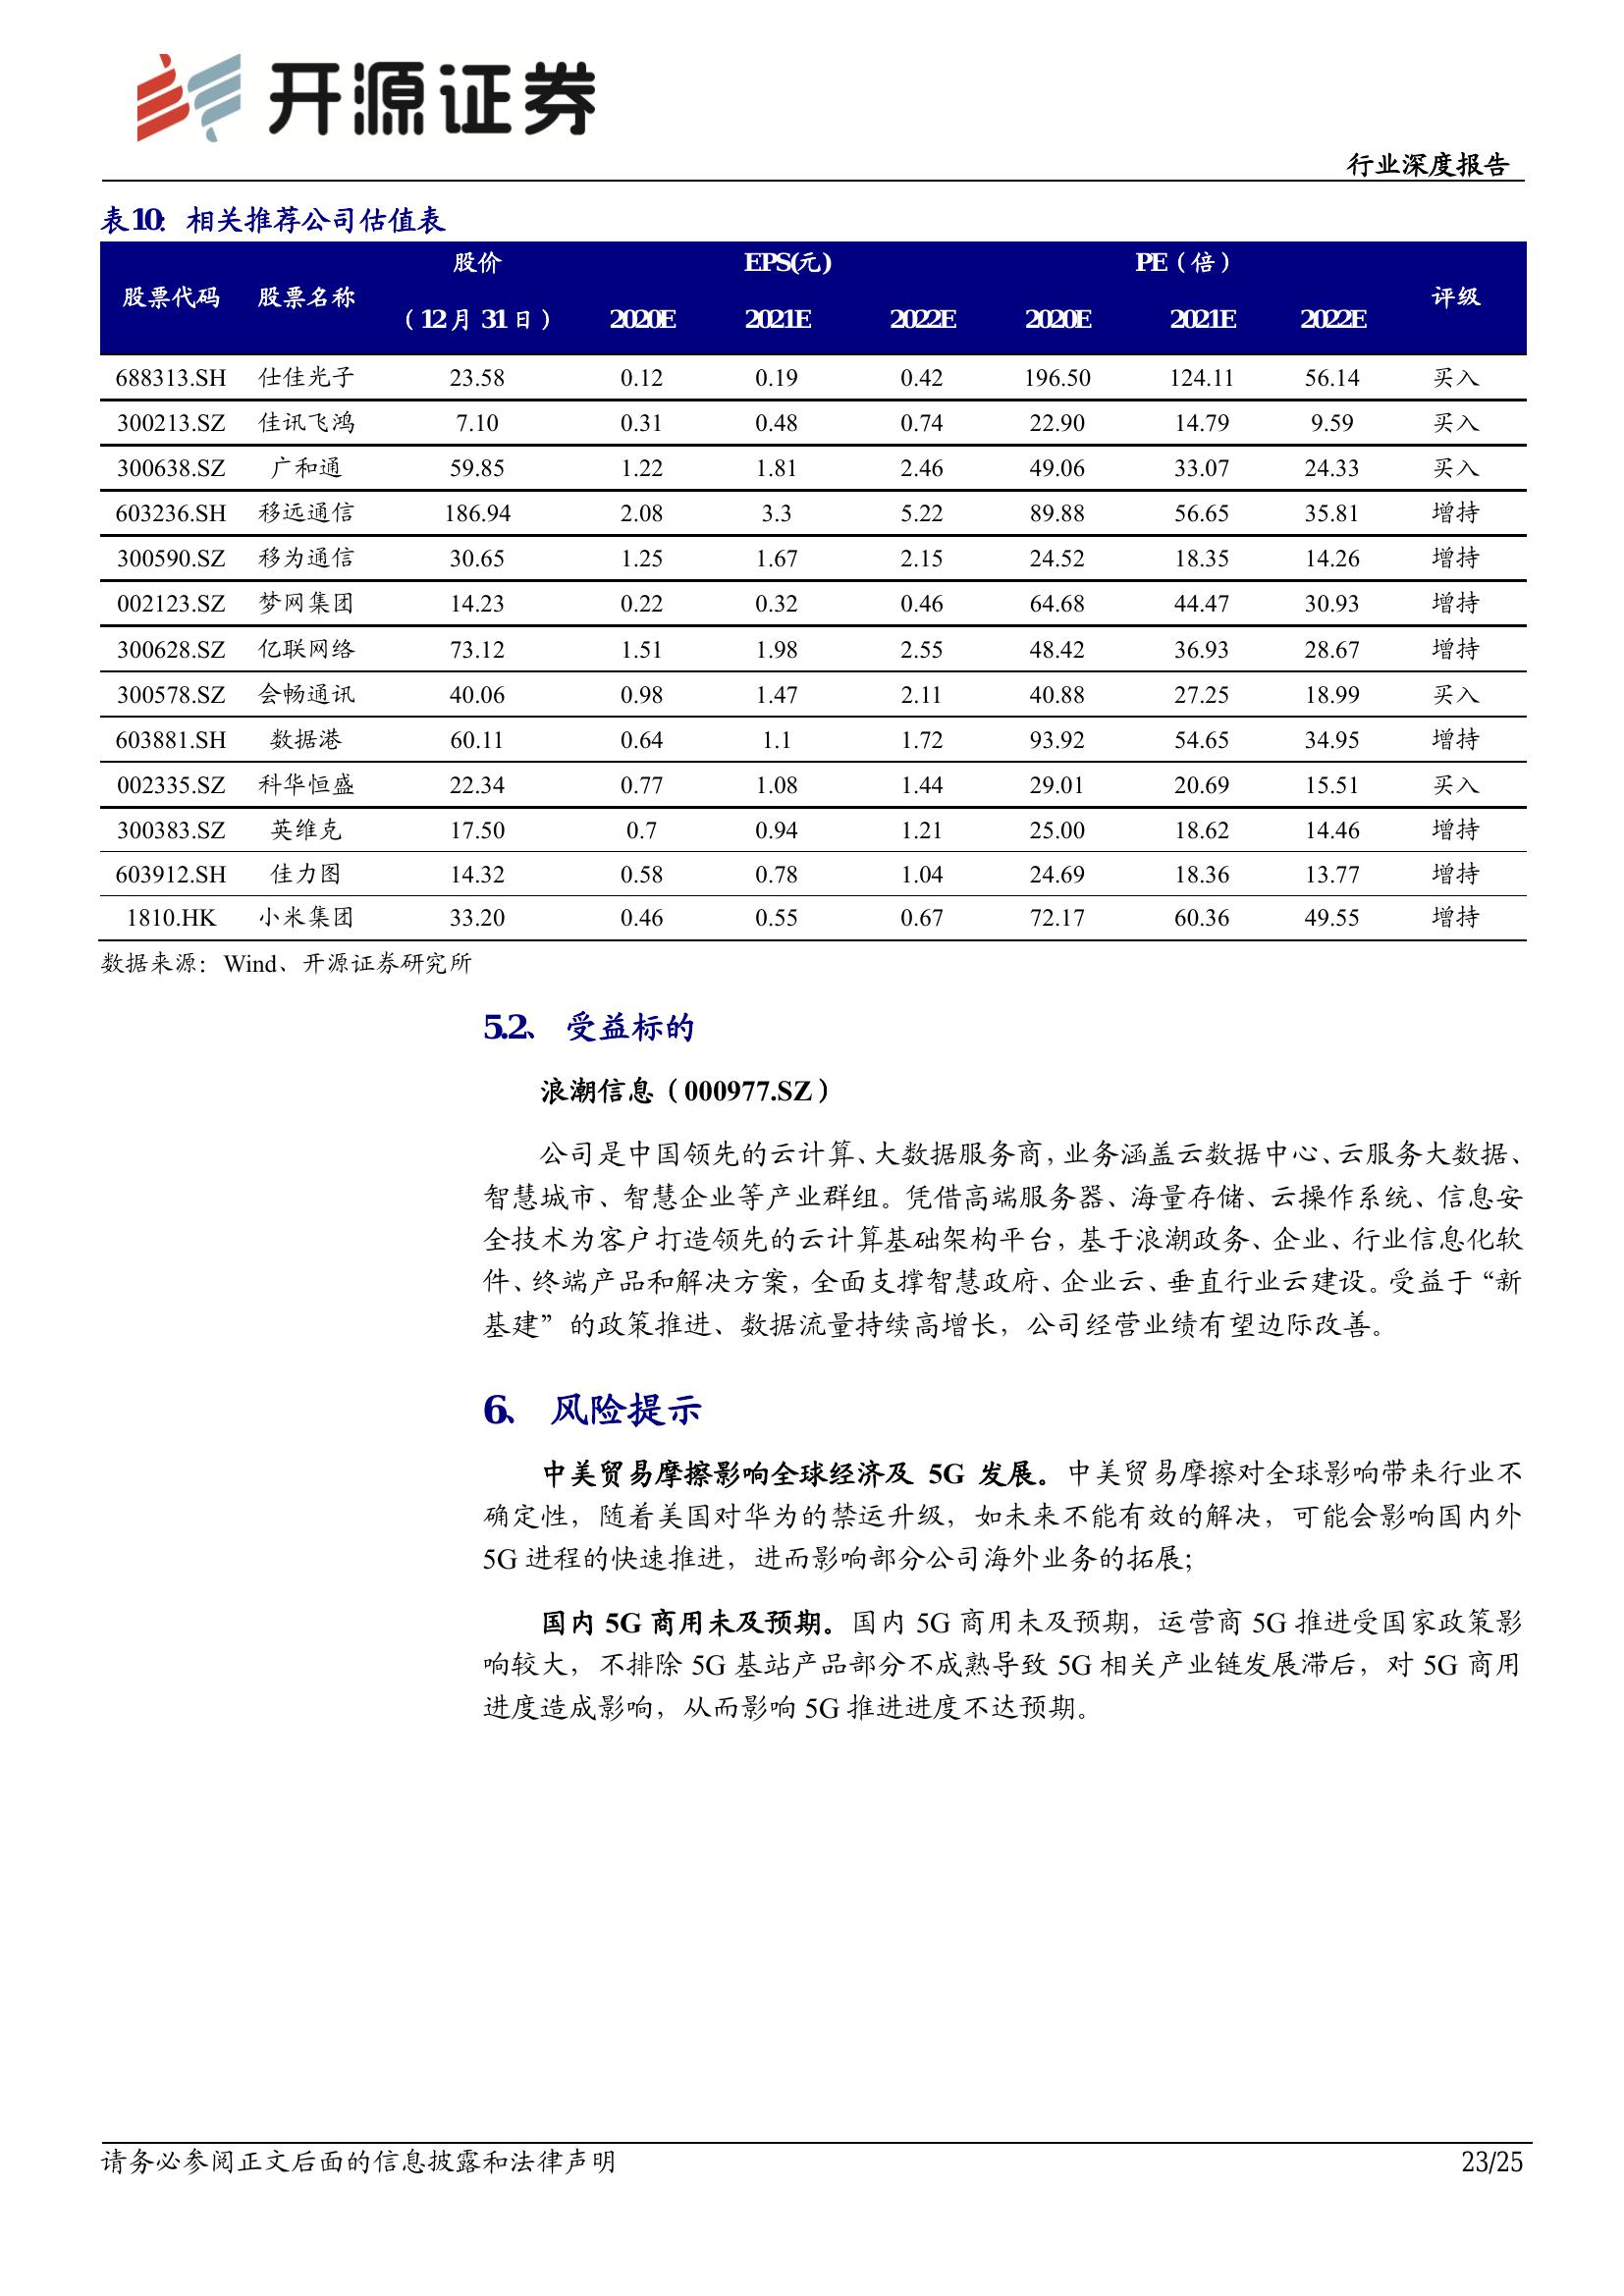 开源证券
行业深度报告
表10：相关推荐公司估值表
股票代码 股票名称 股价 EPS(元) PE（倍） 评级
（12月31日） 2020E 2021E 2022E 2020E 2021E 2022E
688313.SH 仕佳光子 23.58 0.12 0.19 0.42 196.50 124.11 56.14 买入
300213.SZ 佳讯飞鸿 7.10 0.31 0.48 0.74 22.90 14.79 9.59 买入
300638.SZ 广和通 59.85 1.22 1.81 2.46 49.06 33.07 24.33 买入
603236.SH 移远通信 186.94 2.08 3.3 5.22 89.88 56.65 35.81 增持
300590.SZ 移为通信 30.65 1.25 1.67 2.15 24.52 18.35 14.26 增持
002123.SZ 梦网集团 14.23 0.22 0.32 0.46 64.68 44.47 30.93 增持
300628.SZ 亿联网络 73.12 1.51 1.98 2.55 48.42 36.93 28.67 增持
300578.SZ 会畅通讯 40.06 0.98 1.47 2.11 40.88 27.25 18.99 买入
603881.SH 数据港 60.11 0.64 1.1 1.72 93.92 54.65 34.95 增持
002335.SZ 科华恒盛 22.34 0.77 1.08 1.44 29.01 20.69 15.51 买入
300383.SZ 英维克 17.50 0.7 0.94 1.21 25.00 18.62 14.46 增持
603912.SH 佳力图 14.32 0.58 0.78 1.04 24.69 18.36 13.77 增持
1810.HK 小米集团 33.20 0.46 0.55 0.67 72.17 60.36 49.55 增持
数据来源：Wind、开源证券研究所
5.2、 受益标的
浪潮信息（000977.SZ）
公司是中国领先的云计算、大数据服务商，业务涵盖云数据中心、云服务大数据、
智慧城市、智慧企业等产业群组。凭借高端服务器、海量存储、云操作系统、信息安
全技术为客户打造领先的云计算基础架构平台，基于浪潮政务、企业、行业信息化软
件、终端产品和解决方案，全面支撑智慧政府、企业云、垂直行业云建设。受益于“新
基建”的政策推进、数据流量持续高增长，公司经营业绩有望边际改善。
6、 风险提示
中美贸易摩擦影响全球经济及 5G 发展。中美贸易摩擦对全球影响带来行业不
确定性，随着美国对华为的禁运升级，如未来不能有效的解决，可能会影响国内外
5G 进程的快速推进，进而影响部分公司海外业务的拓展；
国内 5G 商用未及预期。国内 5G 商用未及预期，运营商 5G 推进受国家政策影
响较大，不排除 5G 基站产品部分不成熟导致 5G 相关产业链发展滞后，对 5G 商用
进度造成影响，从而影响 5G 推进进度不达预期。
请务必参阅正文后面的信息披露和法律声明 23/25